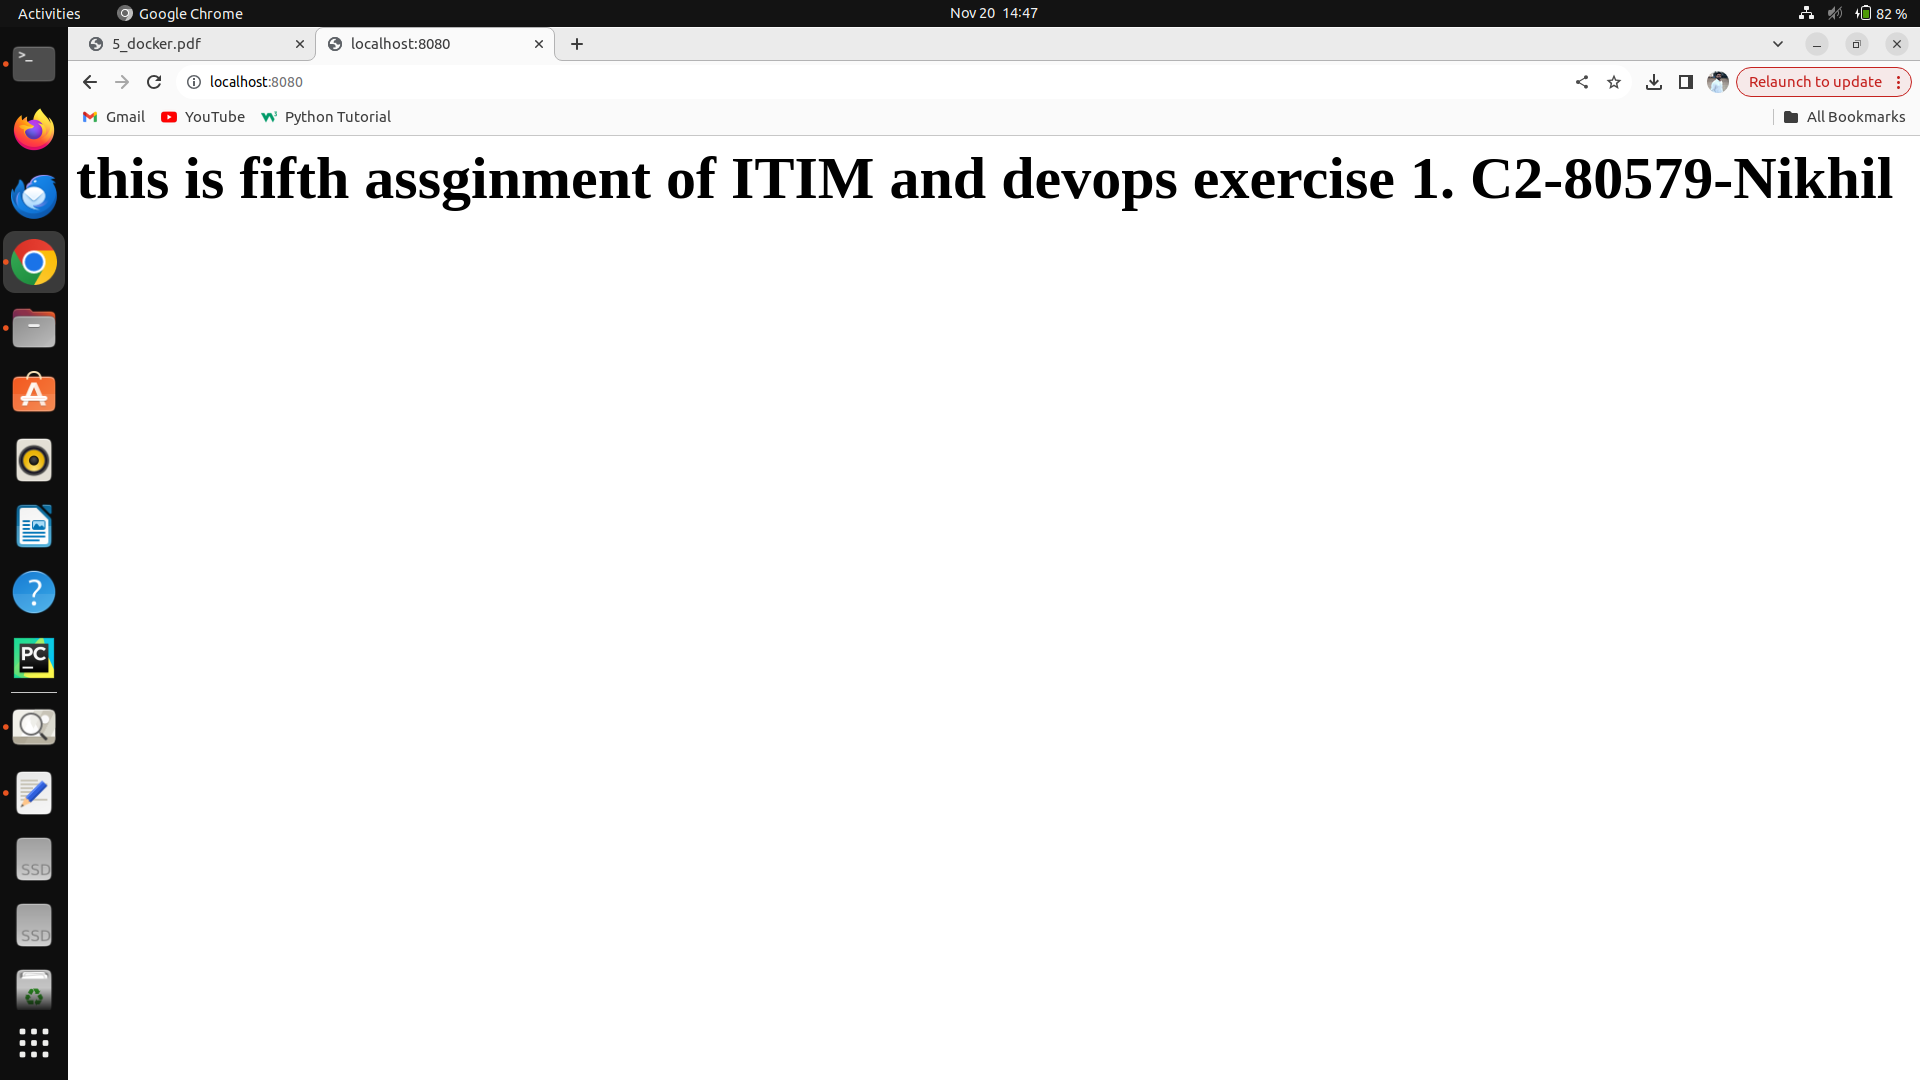 Activities
Google Chrome
Nov 20 14:47
82 %
5_docker.pdf
localhost:8080
localhost:8080
Relaunch to update
Gmail
YouTube
Python Tutorial
All Bookmarks
this is fifth assginment of ITIM and devops exercise 1. C2-80579-Nikhil
>_
?
PC
SSD
SSD